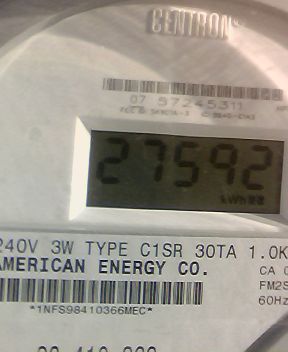 CENTRON
07 57245311
27592
kWh
240V 3W TYPE C1SR 30TA 1.0K
AMERICAN ENERGY CO.
CA
FM2S
60Hz
*1NFS98410366MEC*